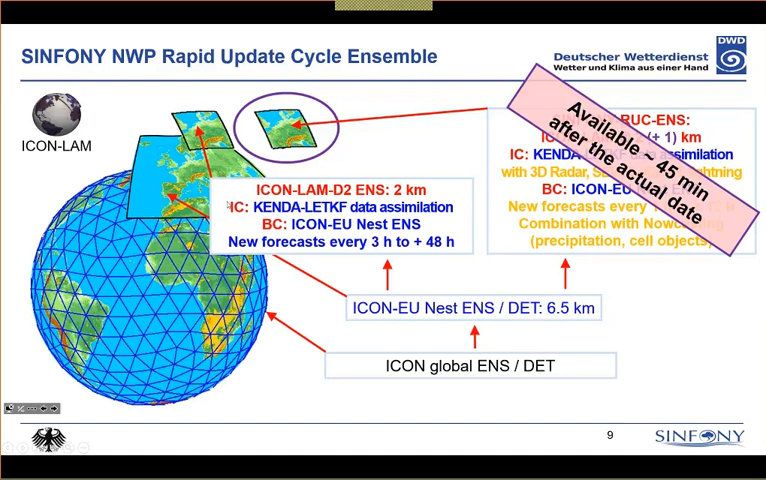 SINFONY NWP Rapid Update Cycle Ensemble
DWD
Deutscher Wetterdienst
Wetter und Klima aus einer Hand
ICON-LAM
ICON-LAM-D2 ENS: 2 km
IC: KENDA-LETKF data assimilation
BC: ICON-EU Nest ENS
New forecasts every 3 h to + 48 h
RUC-ENS:
(+ 1) km
IC: KENDA-LETKF data assimilation
with 3D Radar,
BC: ICON-EU
New forecasts every
Combination with Nowcasting
(precipitation, cell objects)
Available ~ 45 min
after the actual date
ICON-EU Nest ENS / DET: 6.5 km
ICON global ENS / DET
9
SINFONY